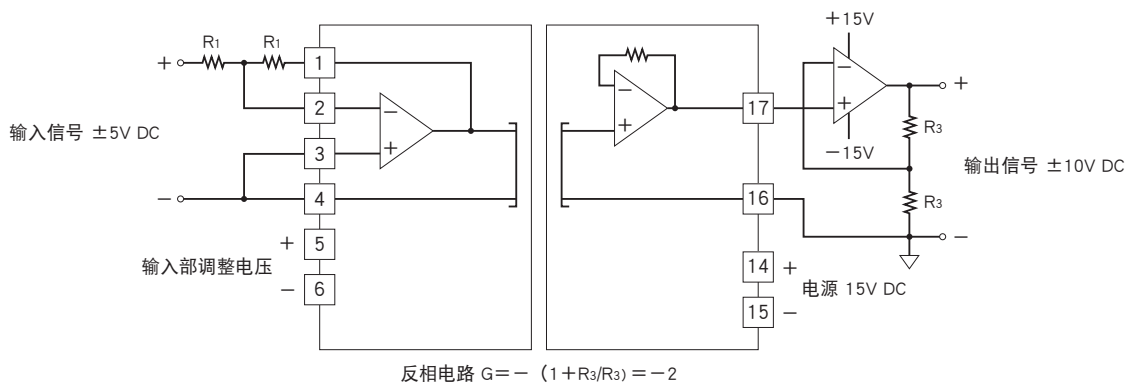 +15V
R₁ R₁
+ 1
2
输入信号 ±5V DC
3
− 4
+ 5
输入部调整电压
− 6
−
+
−
+
17
16
14 +
电源 15V DC
15 −
−
+
−15V
+
R₃
输出信号 ±10V DC
R₃
−
反相电路 G=−(1+R₃/R₃)=−2